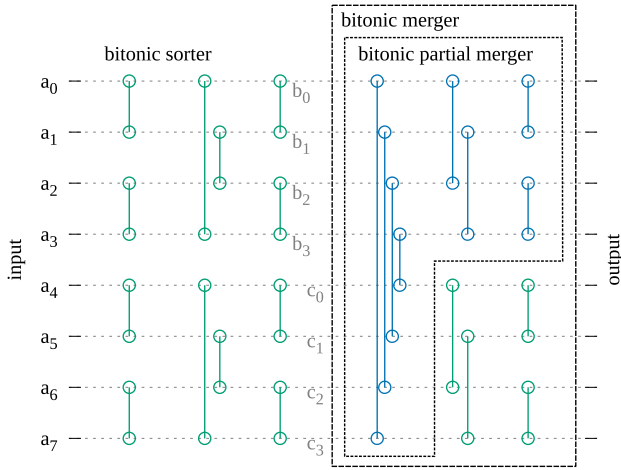 bitonic merger
bitonic sorter
bitonic partial merger
a0
b0
a1
b1
a2
b2
a3
b3
input
output
a4
c0
a5
c1
a6
c2
a7
c3